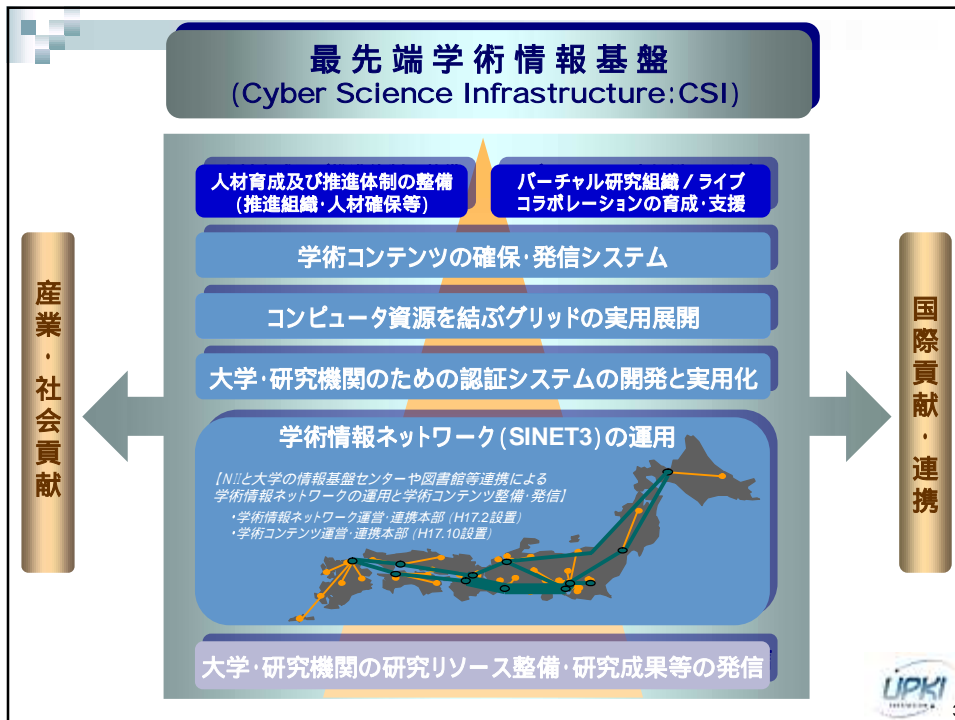 最先端学術情報基盤
(Cyber Science Infrastructure:CSI)
人材育成及び推進体制の整備
(推進組織・人材確保等)
バーチャル研究組織/ライブ
コラボレーションの育成・支援
学術コンテンツの確保・発信システム
コンピュータ資源を結ぶグリッドの実用展開
大学・研究機関のための認証システムの開発と実用化
学術情報ネットワーク(SINET3)の運用
【NIIと大学の情報基盤センターや図書館等連携による
学術情報ネットワークの運用と学術コンテンツ整備・発信】
・学術情報ネットワーク運営・連携本部(H17.2設置)
・学術コンテンツ運営・連携本部(H17.10設置)
大学・研究機関の研究リソース整備・研究成果等の発信
産業・社会貢献
国際貢献・連携
UPKI
3